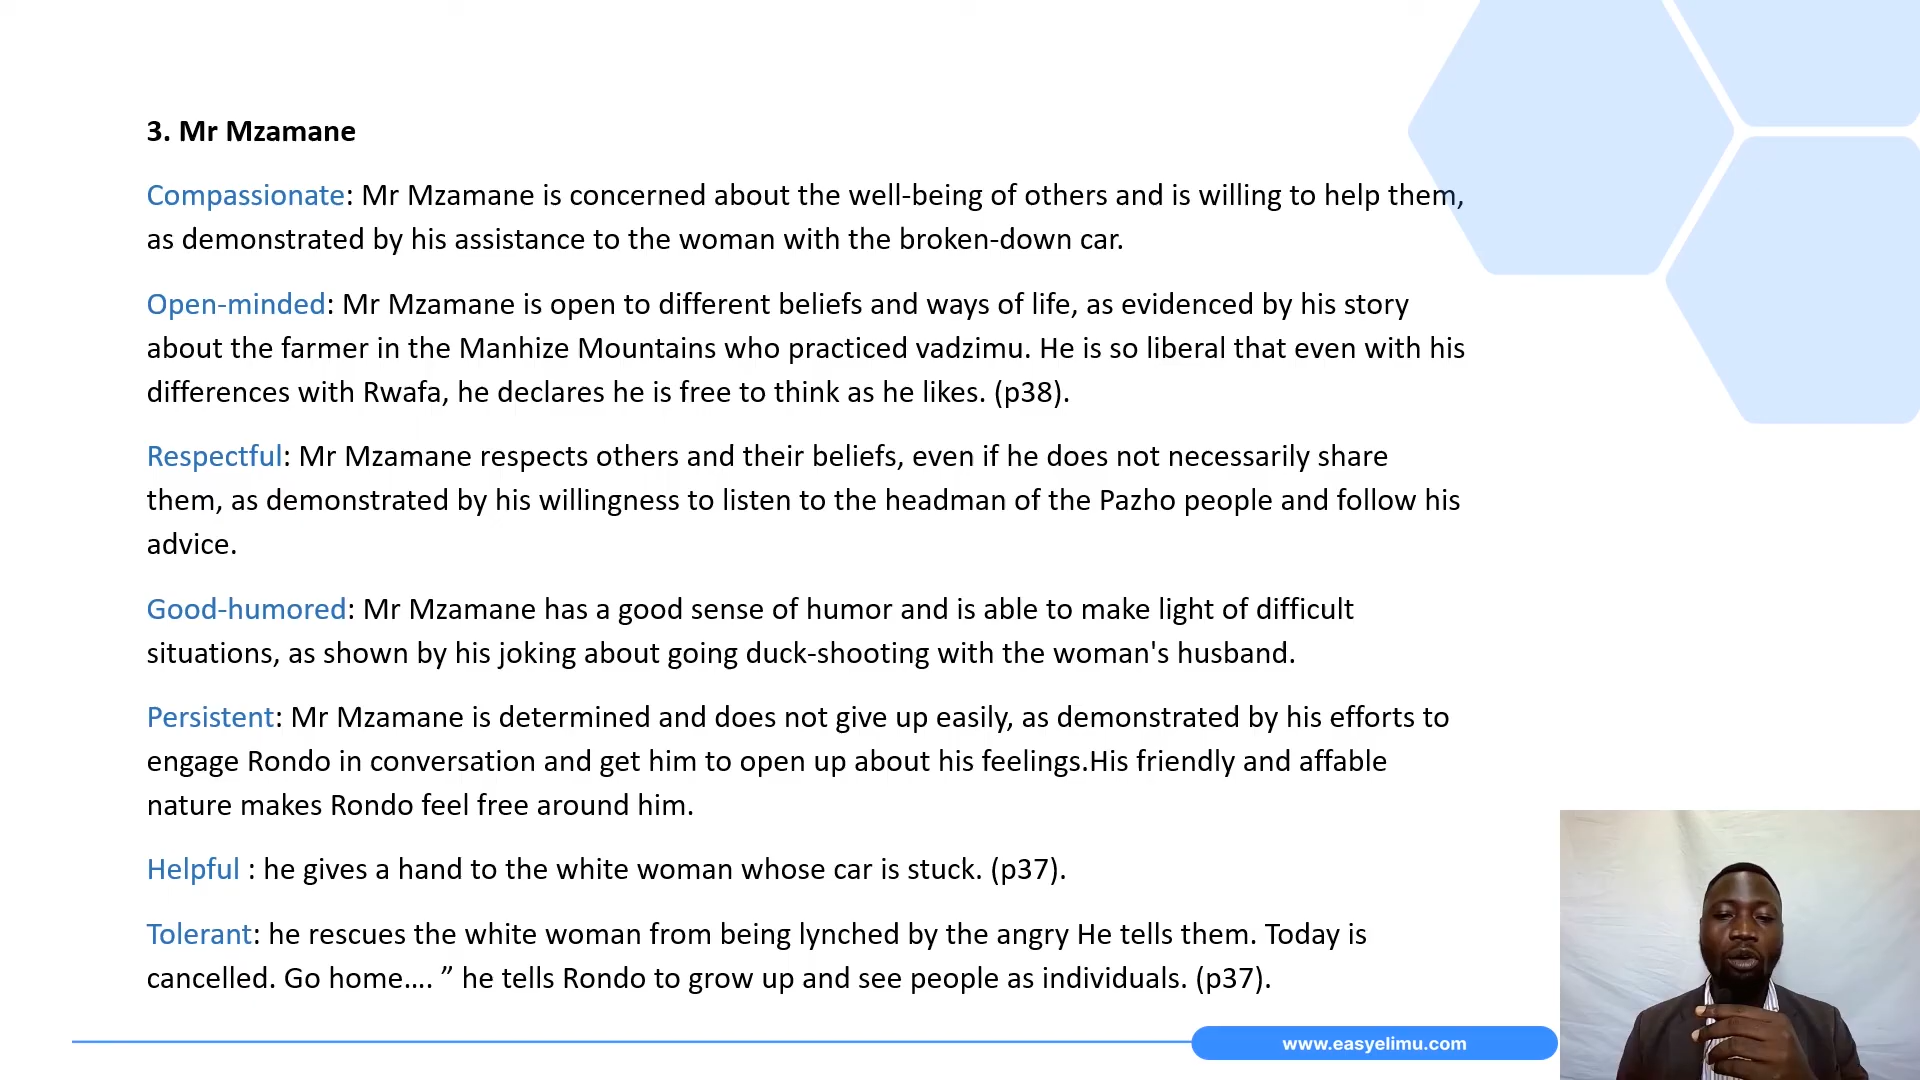 3. Mr Mzamane
Compassionate: Mr Mzamane is concerned about the well-being of others and is willing to help them,
as demonstrated by his assistance to the woman with the broken-down car.
Open-minded: Mr Mzamane is open to different beliefs and ways of life, as evidenced by his story
about the farmer in the Manhize Mountains who practiced vadzimu. He is so liberal that even with his
differences with Rwafa, he declares he is free to think as he likes. (p38).
Respectful: Mr Mzamane respects others and their beliefs, even if he does not necessarily share
them, as demonstrated by his willingness to listen to the headman of the Pazho people and follow his
advice.
Good-humored: Mr Mzamane has a good sense of humor and is able to make light of difficult
situations, as shown by his joking about going duck-shooting with the woman's husband.
Persistent: Mr Mzamane is determined and does not give up easily, as demonstrated by his efforts to
engage Rondo in conversation and get him to open up about his feelings.His friendly and affable
nature makes Rondo feel free around him.
Helpful : he gives a hand to the white woman whose car is stuck. (p37).
Tolerant: he rescues the white woman from being lynched by the angry He tells them. Today is
cancelled. Go home…. ” he tells Rondo to grow up and see people as individuals. (p37).
www.easyelimu.com